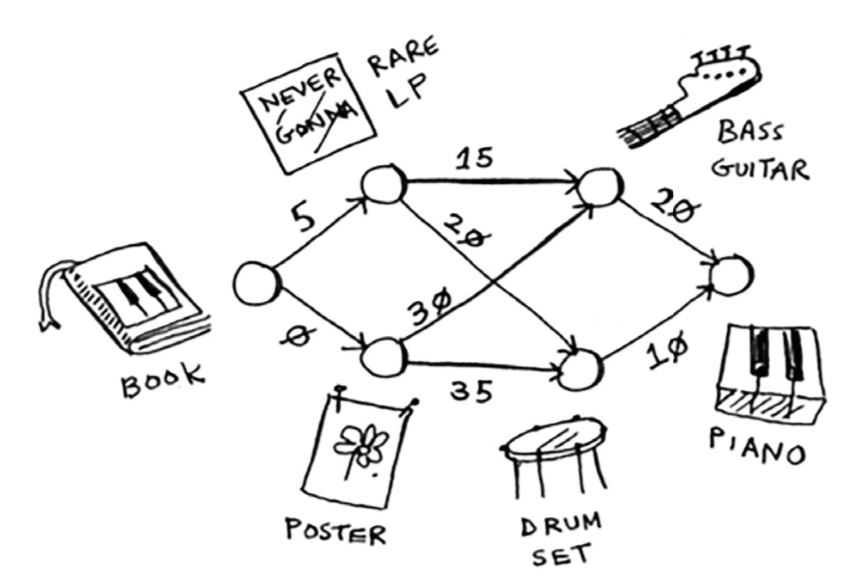 NEVER
GONNA
RARE
LP
BASS
GUITAR
15
5
20
20
30
0
35
10
BOOK
PIANO
POSTER
DRUM
SET